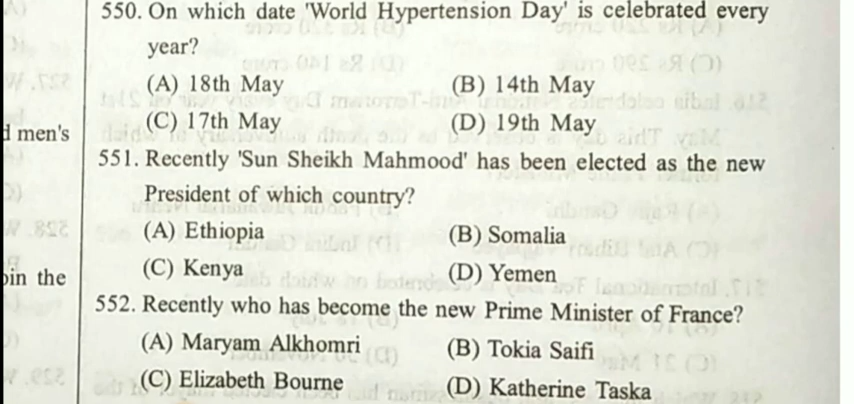 550. On which date 'World Hypertension Day' is celebrated every
year?
(A) 18th May (B) 14th May
(C) 17th May (D) 19th May
d men's
551. Recently 'Sun Sheikh Mahmood' has been elected as the new
President of which country?
(A) Ethiopia (B) Somalia
(C) Kenya (D) Yemen
oin the
552. Recently who has become the new Prime Minister of France?
(A) Maryam Alkhomri (B) Tokia Saifi
(C) Elizabeth Bourne (D) Katherine Taska